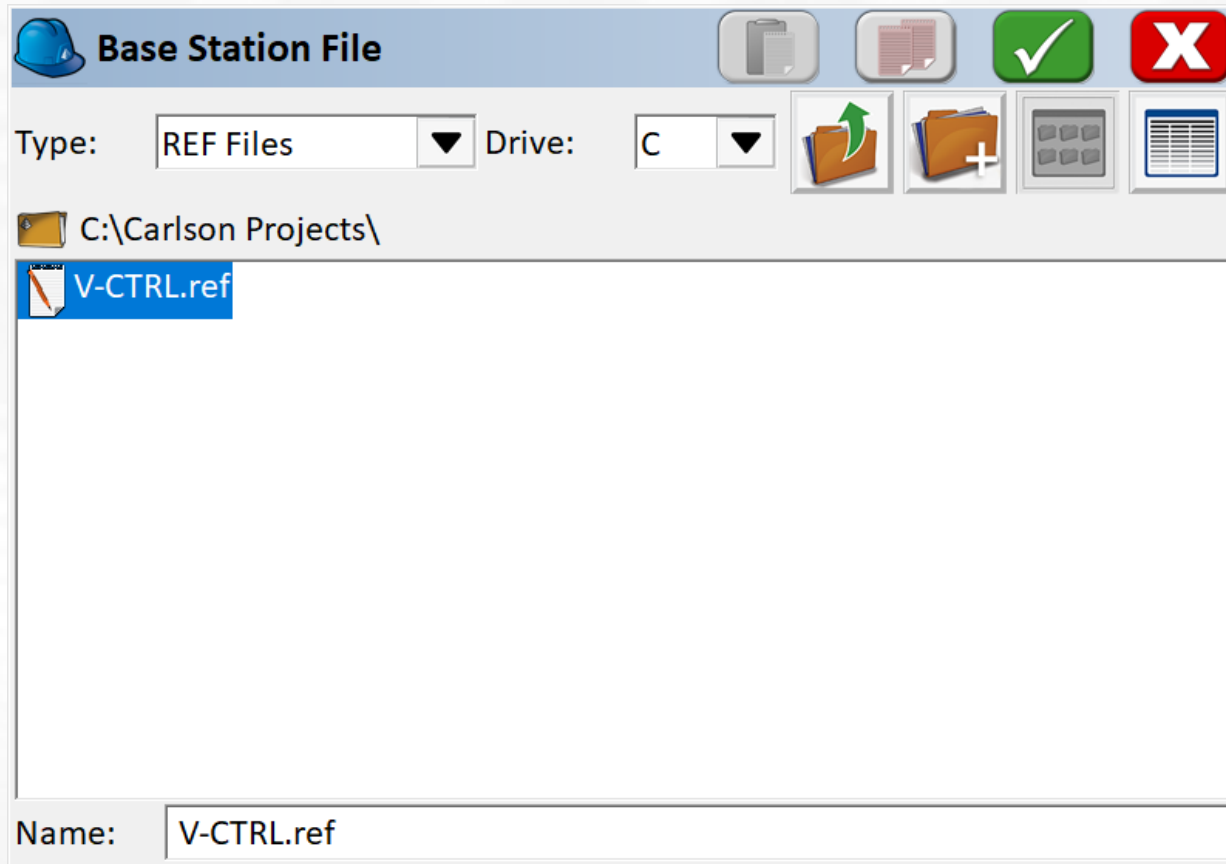 Base Station File
Type: REF Files Drive: C
C:\Carlson Projects\
V-CTRL.ref
Name: V-CTRL.ref